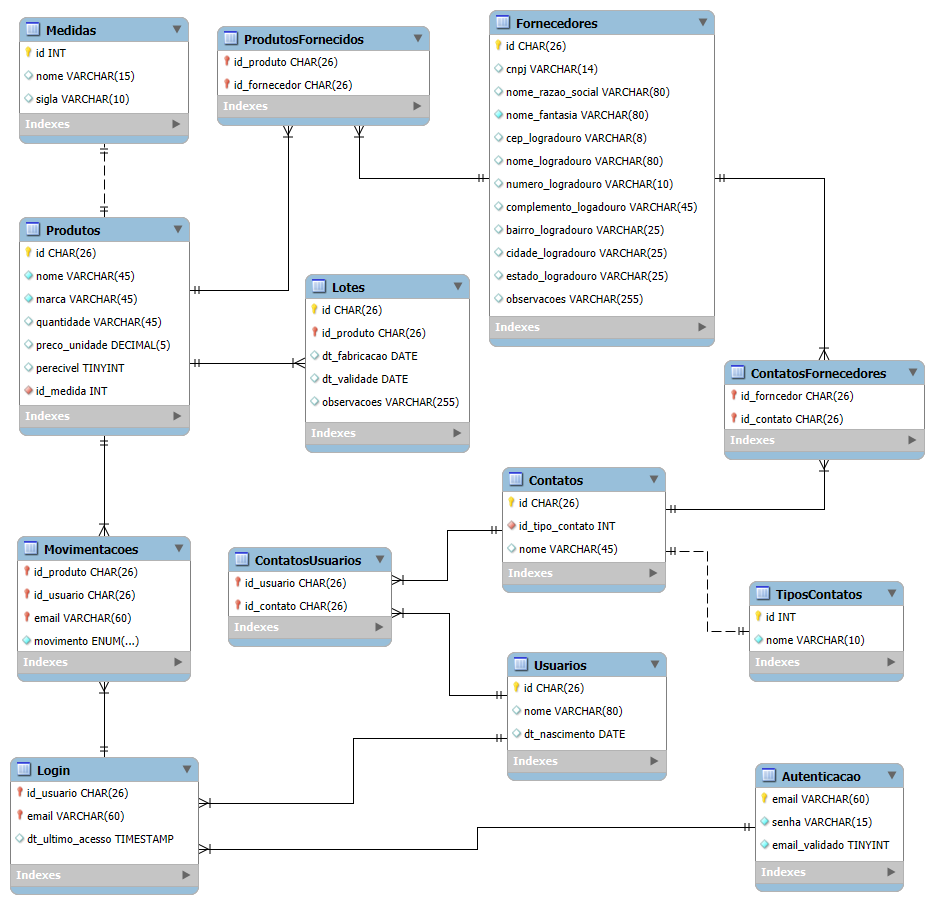 Medidas
id INT
nome VARCHAR(15)
sigla VARCHAR(10)
Indexes
ProdutosFornecidos
id_produto CHAR(26)
id_fornecedor CHAR(26)
Indexes
Fornecedores
id CHAR(26)
cnpj VARCHAR(14)
nome_razao_social VARCHAR(80)
nome_fantasia VARCHAR(80)
cep_logradouro VARCHAR(8)
nome_logradouro VARCHAR(80)
numero_logradouro VARCHAR(10)
complemento_logadouro VARCHAR(45)
bairro_logradouro VARCHAR(25)
cidade_logradouro VARCHAR(25)
estado_logradouro VARCHAR(25)
observacoes VARCHAR(255)
Indexes
Produtos
id CHAR(26)
nome VARCHAR(45)
marca VARCHAR(45)
quantidade VARCHAR(45)
preco_unidade DECIMAL(5)
perecivel TINYINT
id_medida INT
Indexes
Lotes
id CHAR(26)
id_produto CHAR(26)
dt_fabricacao DATE
dt_validade DATE
observacoes VARCHAR(255)
Indexes
ContatosFornecedores
id_forncedor CHAR(26)
id_contato CHAR(26)
Indexes
Contatos
id CHAR(26)
id_tipo_contato INT
nome VARCHAR(45)
Indexes
Movimentacoes
id_produto CHAR(26)
id_usuario CHAR(26)
email VARCHAR(60)
movimento ENUM(...)
Indexes
ContatosUsuarios
id_usuario CHAR(26)
id_contato CHAR(26)
Indexes
TiposContatos
id INT
nome VARCHAR(10)
Indexes
Usuarios
id CHAR(26)
nome VARCHAR(80)
dt_nascimento DATE
Indexes
Login
id_usuario CHAR(26)
email VARCHAR(60)
dt_ultimo_acesso TIMESTAMP
Indexes
Autenticacao
email VARCHAR(60)
senha VARCHAR(15)
email_validado TINYINT
Indexes